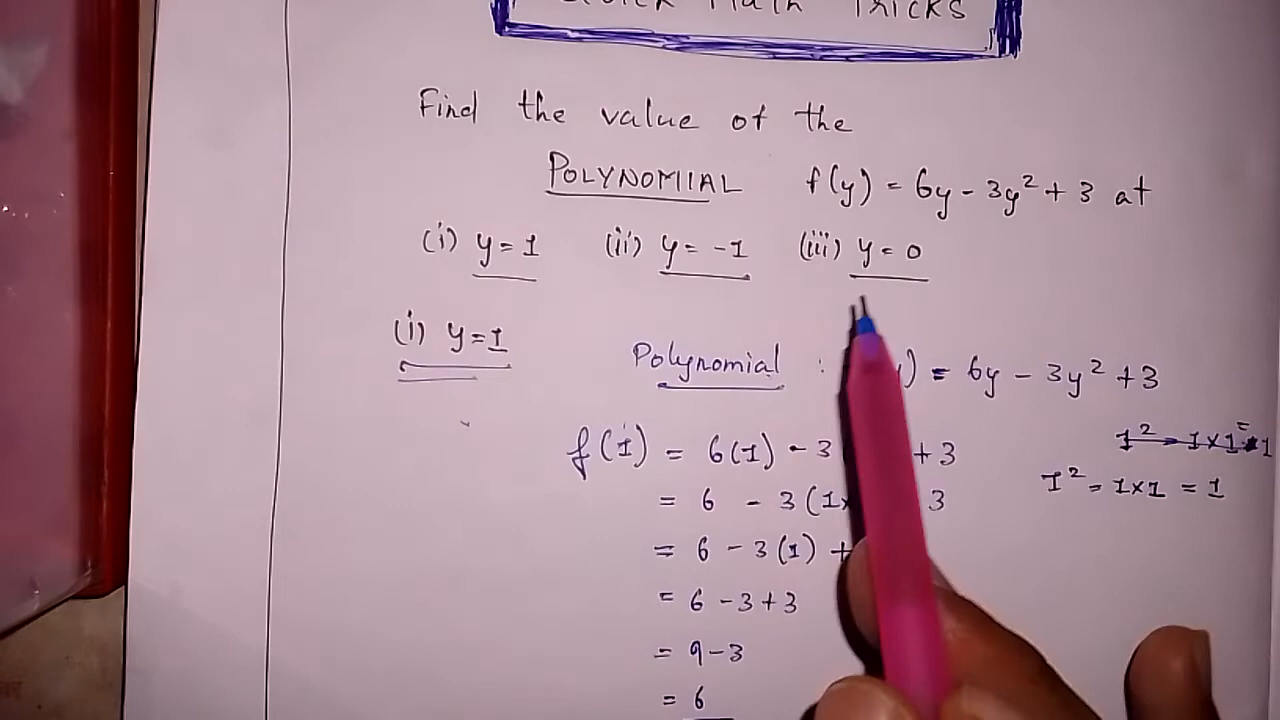 Math Tricks
Find the value of the
POLYNOMIAL f(y) = 6y - 3y² + 3 at
(i) y = 1 (ii) y = -1 (iii) y = 0
(i) y = 1
Polynomial : ) = 6y - 3y² + 3
f(1) = 6(1) - 3 + 3
1² = 1×1 = 1
= 6 - 3(1× 3
1² = 1×1 = 1
= 6 - 3(1) +
= 6 - 3 + 3
= 9 - 3
= 6